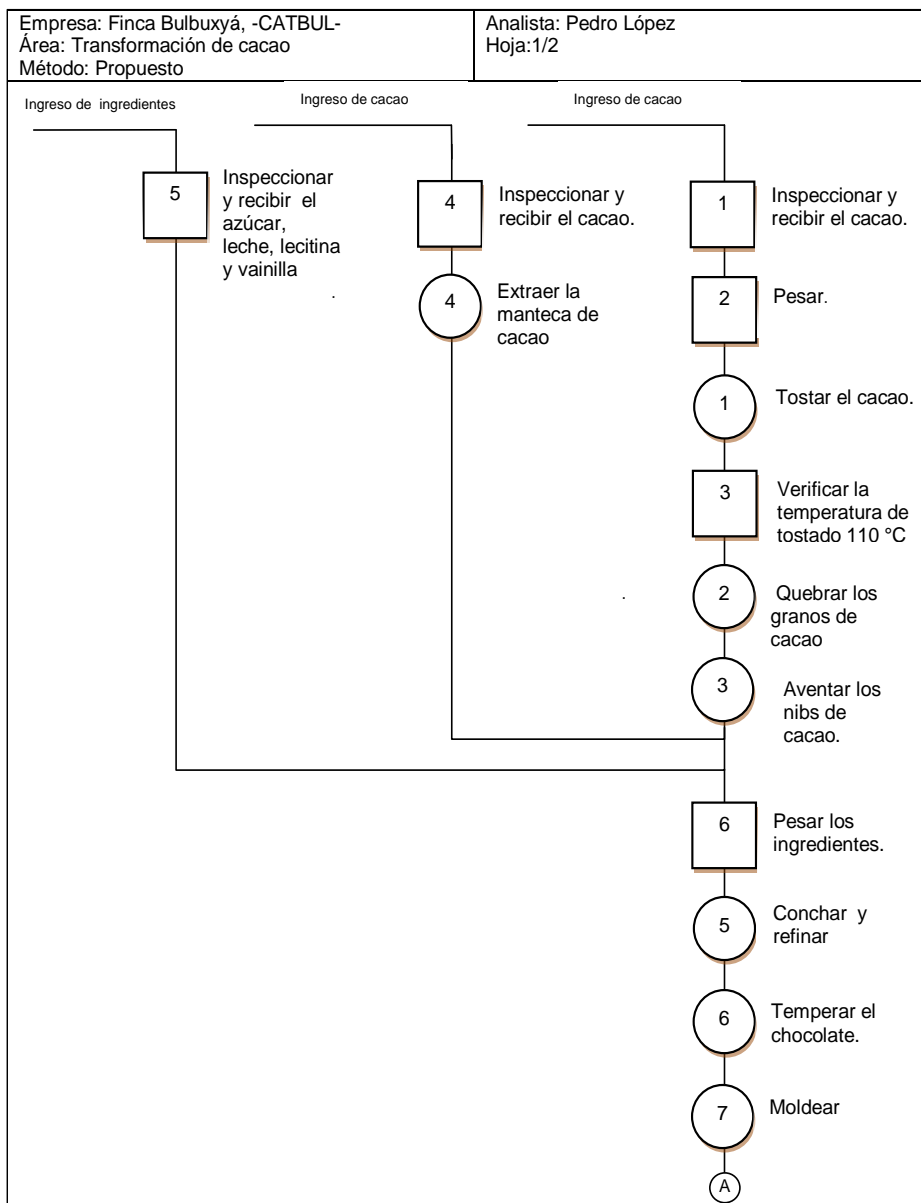 Empresa: Finca Bulbuxyá, -CATBUL-
Área: Transformación de cacao
Método: Propuesto
Analista: Pedro López
Hoja:1/2
Ingreso de ingredientes
Ingreso de cacao
Ingreso de cacao
5
Inspeccionar
y recibir el
azúcar,
leche, lecitina
y vainilla
4
Inspeccionar y
recibir el cacao.
4
Extraer la
manteca de
cacao
1
Inspeccionar y
recibir el cacao.
2
Pesar.
1
Tostar el cacao.
3
Verificar la
temperatura de
tostado 110 °C
2
Quebrar los
granos de
cacao
3
Aventar los
nibs de
cacao.
6
Pesar los
ingredientes.
5
Conchar y
refinar
6
Temperar el
chocolate.
7
Moldear
A